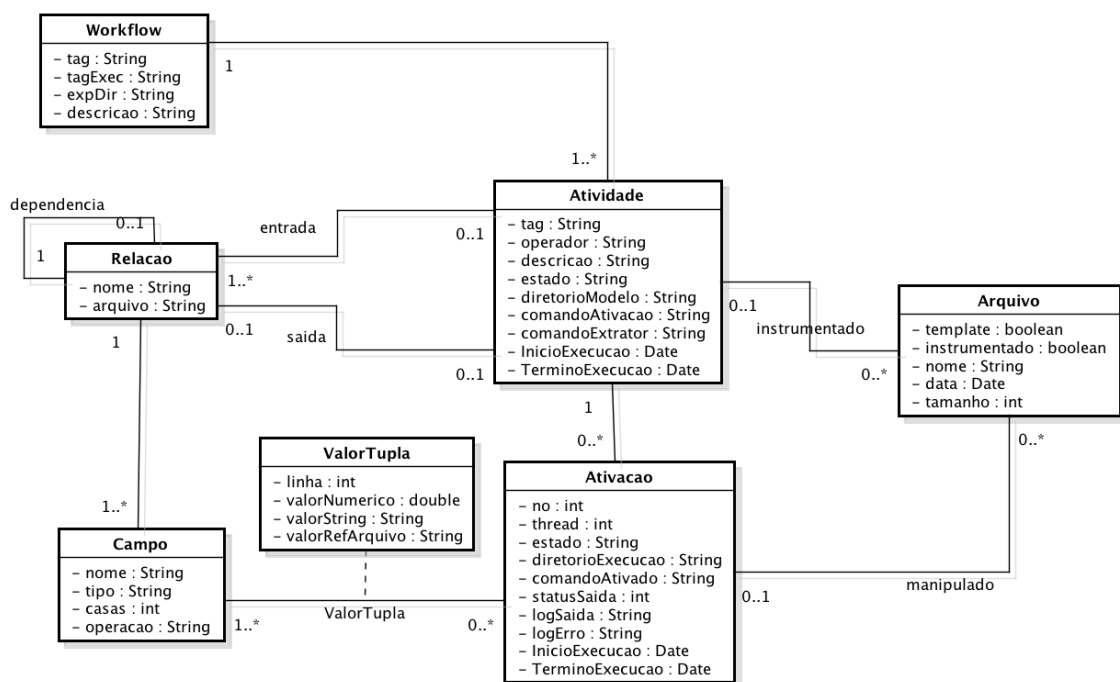 Workflow
- tag : String
- tagExec : String
- expDir : String
- descricao : String
1
1..*
Atividade
- tag : String
- operador : String
- descricao : String
- estado : String
- diretorioModelo : String
- comandoAtivacao : String
- comandoExtrator : String
- InicioExecucao : Date
- TerminoExecucao : Date
dependencia
0..1
1
Relacao
- nome : String
- arquivo : String
entrada
0..1
1..*
saida
0..1
0..1
1
0..1
instrumentado
0..*
Arquivo
- template : boolean
- instrumentado : boolean
- nome : String
- data : Date
- tamanho : int
1
0..*
0..*
ValorTupla
- linha : int
- valorNumerico : double
- valorString : String
- valorRefArquivo : String
Ativacao
- no : int
- thread : int
- estado : String
- diretorioExecucao : String
- comandoAtivado : String
- statusSaida : int
- logSaida : String
- logErro : String
- InicioExecucao : Date
- TerminoExecucao : Date
manipulado
0..1
1..*
Campo
- nome : String
- tipo : String
- casas : int
- operacao : String
1..*
ValorTupla
0..*